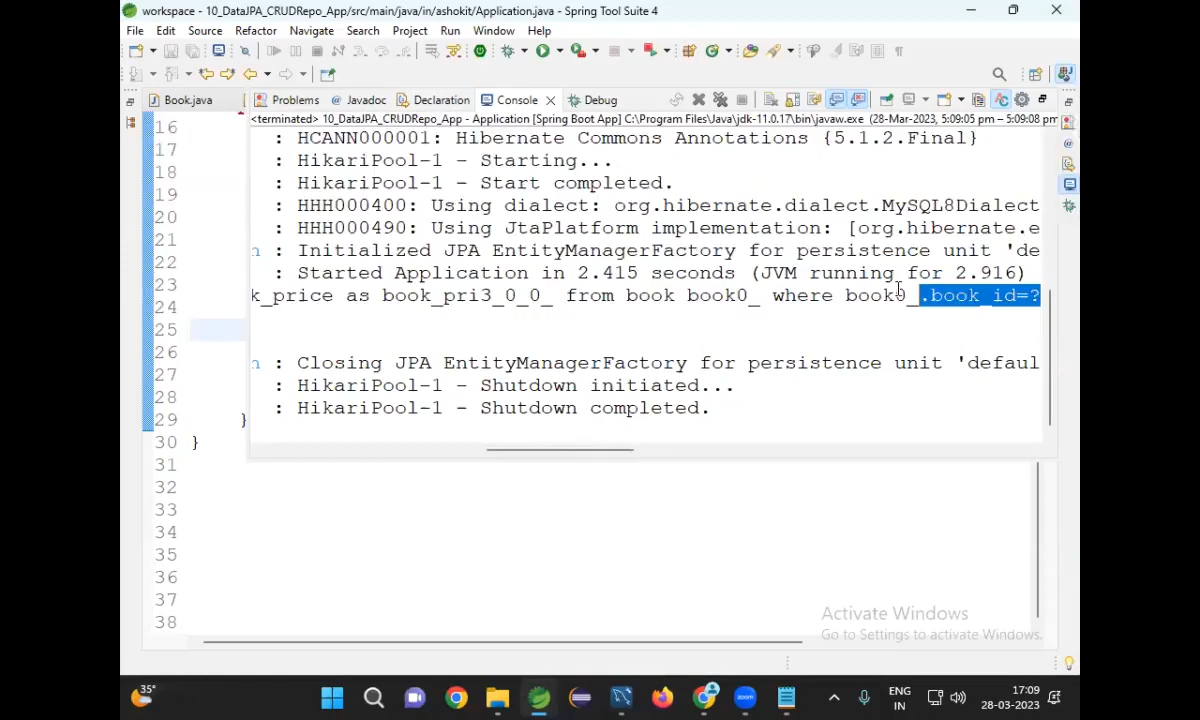 workspace - 10_DataJPA_CRUDRepo_App/src/main/java/in/ashokit/Application.java - Spring Tool Suite 4
File Edit Source Refactor Navigate Search Project Run Window Help
Book.java Problems @ Javadoc Declaration Console Debug
<terminated> 10_DataJPA_CRUDRepo_App - Application [Spring Boot App] C:\Program Files\Java\jdk-11.0.17\bin\javaw.exe (28-Mar-2023, 5:09:05 pm – 5:09:08 pm
16 : HCANN000001: Hibernate Commons Annotations {5.1.2.Final}
17 : HikariPool-1 - Starting...
18 : HikariPool-1 - Start completed.
19 : HHH000400: Using dialect: org.hibernate.dialect.MySQL8Dialect
20 : HHH000490: Using JtaPlatform implementation: [org.hibernate.e
21 n : Initialized JPA EntityManagerFactory for persistence unit 'de
22 : Started Application in 2.415 seconds (JVM running for 2.916)
23 k_price as book_pri3_0_0_ from book book0_ where book0_.book_id=?
24
25
26 n : Closing JPA EntityManagerFactory for persistence unit 'defaul
27 : HikariPool-1 - Shutdown initiated...
28 : HikariPool-1 - Shutdown completed.
29 }
30 }
31
32
33
34
35
36
37
38
Activate Windows
Go to Settings to activate Windows.
35°
ENG
IN
17:09
28-03-2023
zoom